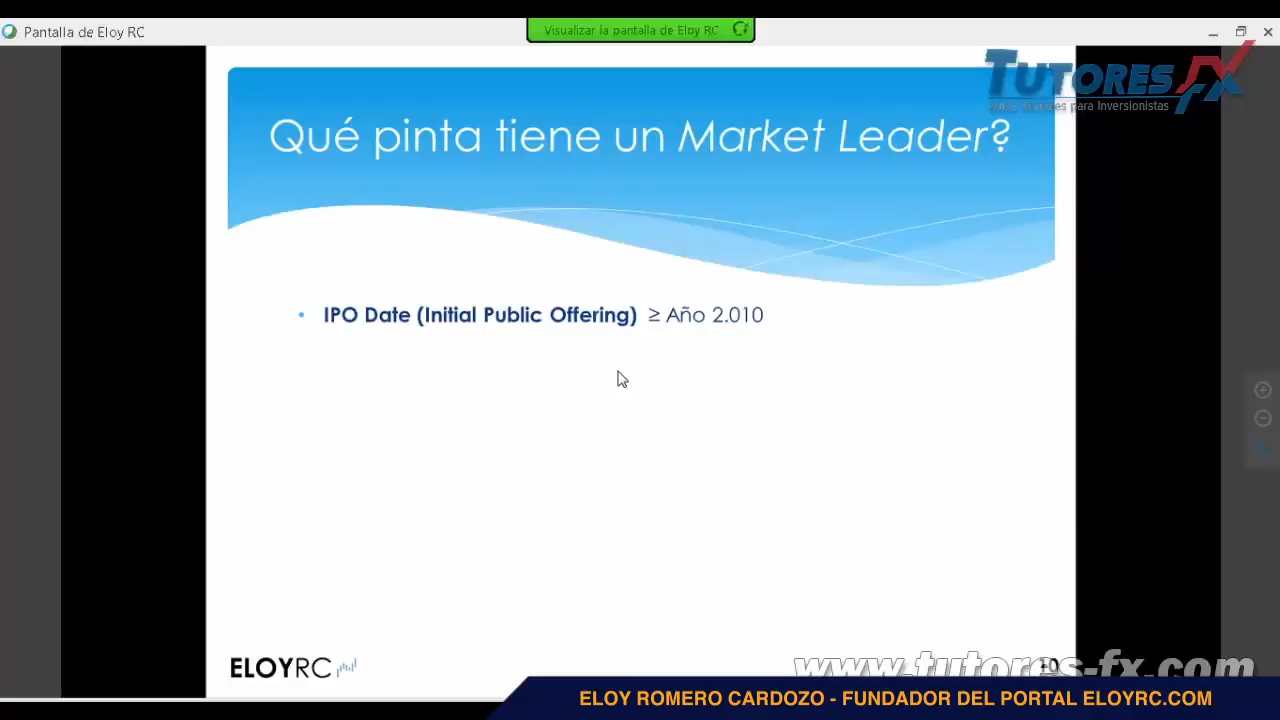 Pantalla de Eloy RC
Visualizar la pantalla de Eloy RC
TUTORES FX
para Inversionistas
Qué pinta tiene un Market Leader?
• IPO Date (Initial Public Offering) ≥ Año 2.010
ELOYRC
www.tutores-fx.com
ELOY ROMERO CARDOZO - FUNDADOR DEL PORTAL ELOYRC.COM